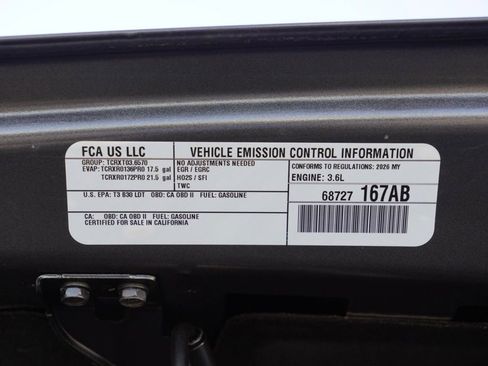 FCA US LLC
VEHICLE EMISSION CONTROL INFORMATION
GROUP: TCRXT03.6S70
EVAP: TCRXR0136PR0 17.5 gal
TCRXR0172PR0 21.5 gal
NO ADJUSTMENTS NEEDED
EGR / EGRC
HO2S / SFI
TWC
CONFORMS TO REGULATIONS: 2026 MY
ENGINE: 3.6L
68727 167AB
U.S. EPA: T3 B30 LDT OBD: CA OBD II FUEL: GASOLINE
CA: OBD: CA OBD II FUEL: GASOLINE
CERTIFIED FOR SALE IN CALIFORNIA